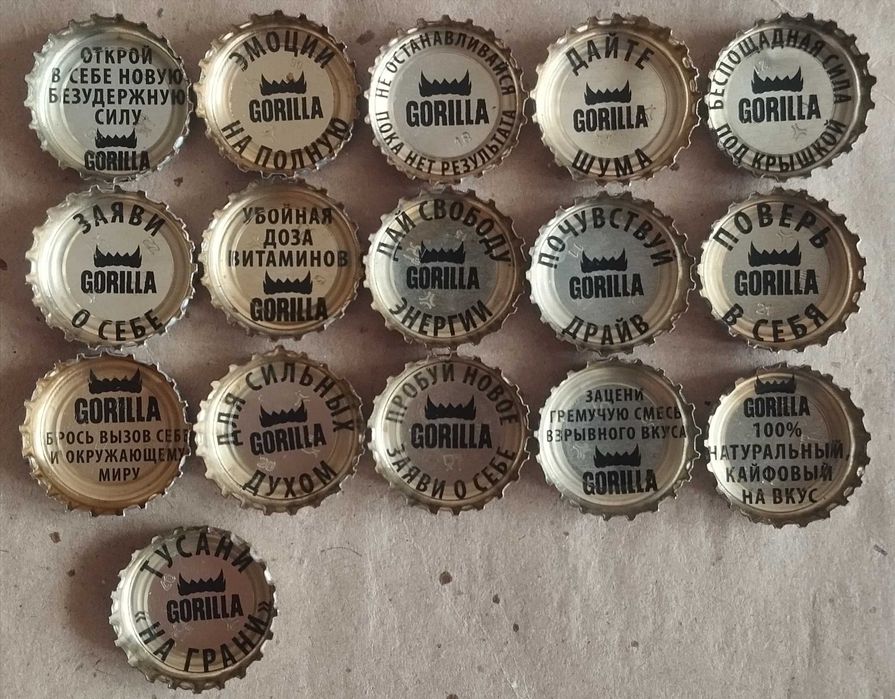 ОТКРОЙ
В СЕБЕ НОВУЮ
БЕЗУДЕРЖНУЮ
СИЛУ
GORILLA
ЭМОЦИИ
GORILLA
НА ПОЛНУЮ
НЕ ОСТАНАВЛИВАЙСЯ
GORILLA
ПОКА НЕТ РЕЗУЛЬТАТА
ДАЙТЕ
GORILLA
ШУМА
БЕСПОЩАДНАЯ СИЛА
GORILLA
ПОД КРЫШКОЙ
ЗАЯВИ
GORILLA
О СЕБЕ
УБОЙНАЯ
ДОЗА
ВИТАМИНОВ
GORILLA
ДАЙ СВОБОДУ
GORILLA
ЭНЕРГИИ
ПОЧУВСТВУЙ
GORILLA
ДРАЙВ
ПОВЕРЬ
GORILLA
В СЕБЯ
GORILLA
БРОСЬ ВЫЗОВ СЕБЕ
И ОКРУЖАЮЩЕМУ
МИРУ
ДЛЯ СИЛЬНЫХ
GORILLA
ДУХОМ
ПРОБУЙ НОВОЕ
GORILLA
ЗАЯВИ О СЕБЕ
ЗАЦЕНИ
ГРЕМУЧУЮ СМЕСЬ
ВЗРЫВНОГО ВКУСА
GORILLA
GORILLA
100%
НАТУРАЛЬНЫЙ,
КАЙФОВЫЙ
НА ВКУС
ТУСАНИ
GORILLA
«НА ГРАНИ»